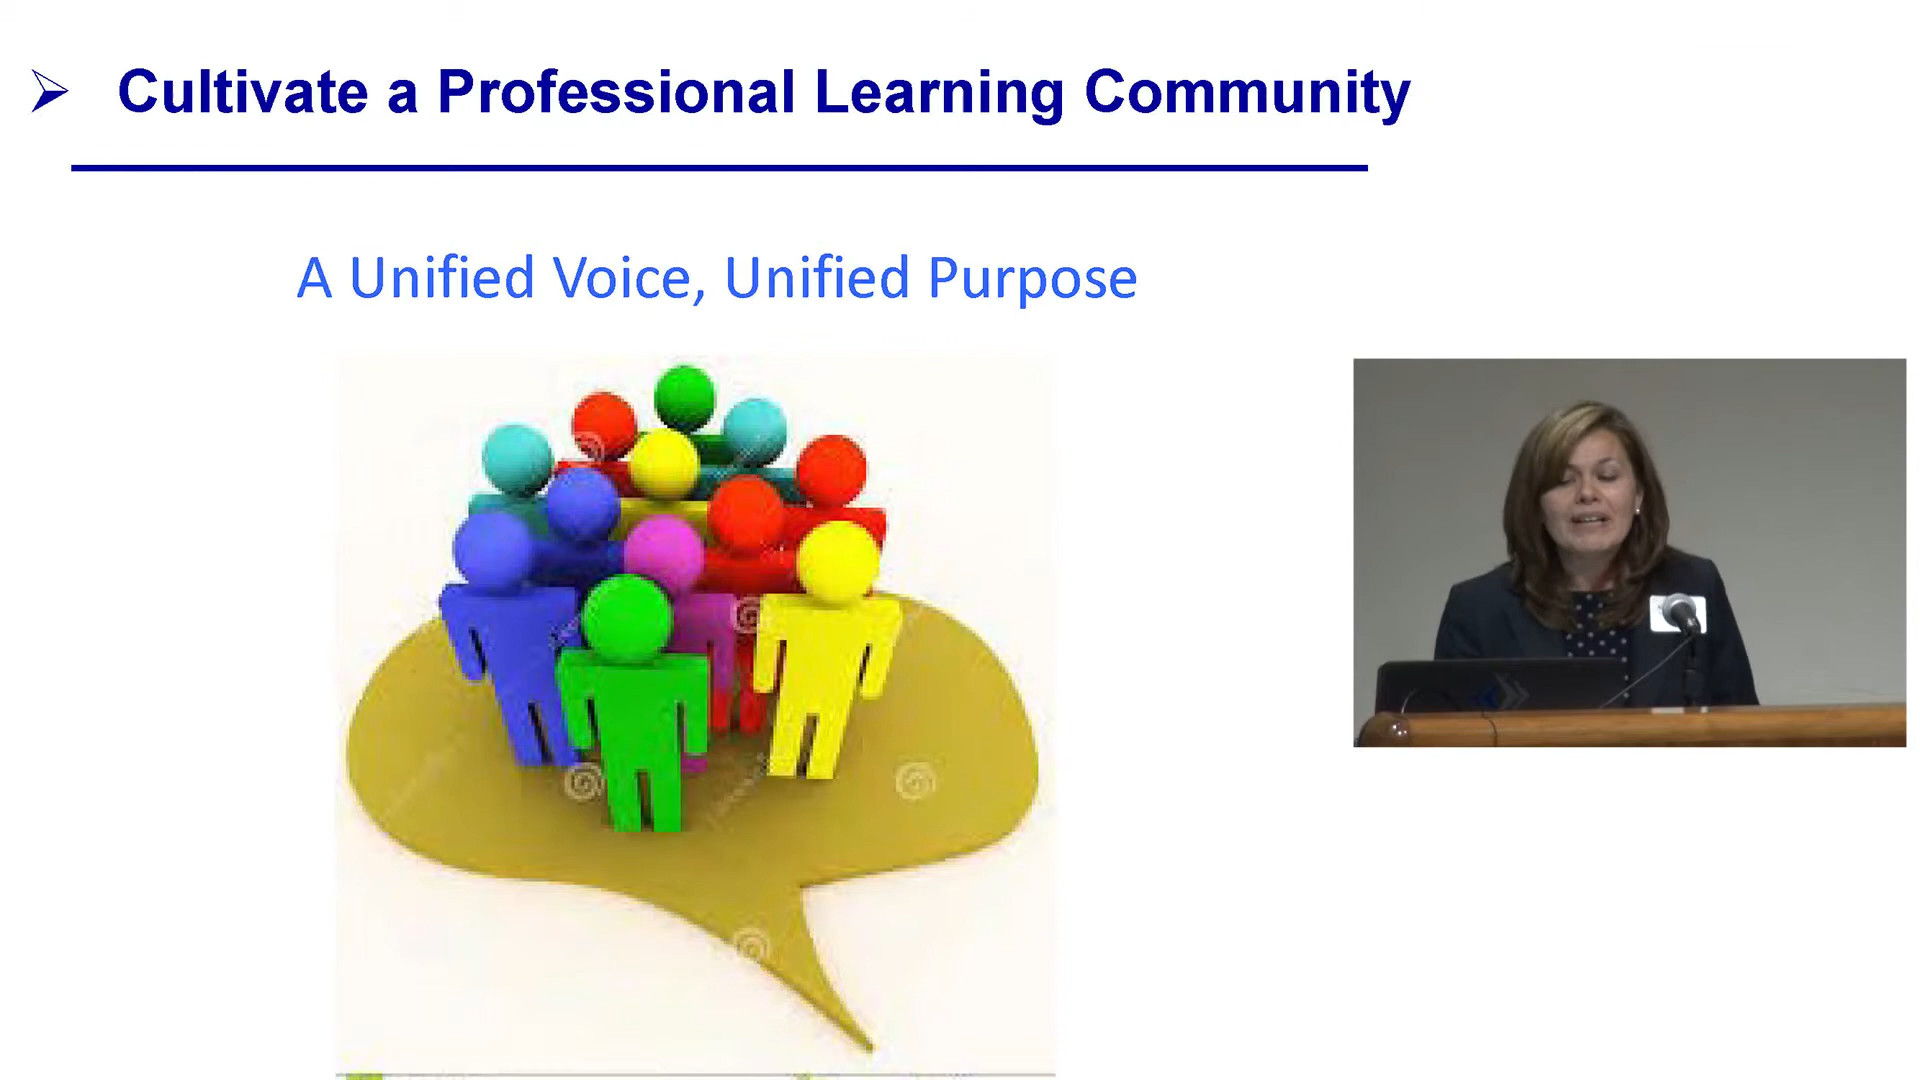 Cultivate a Professional Learning Community
A Unified Voice, Unified Purpose